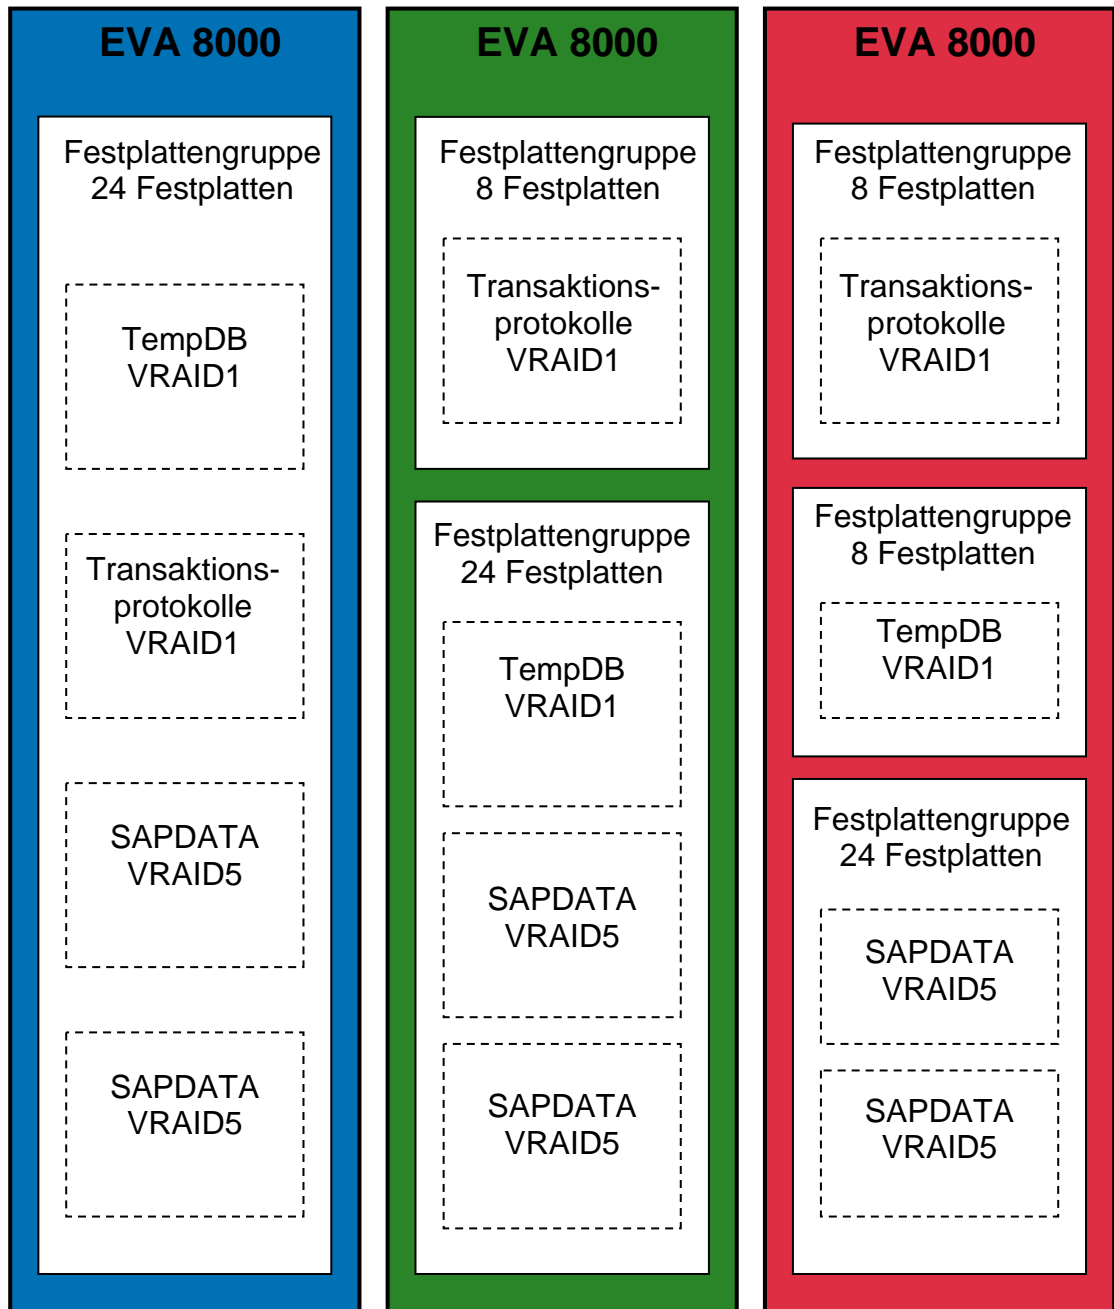 EVA 8000
Festplattengruppe
24 Festplatten
TempDB
VRAID1
Transaktions-
protokolle
VRAID1
SAPDATA
VRAID5
SAPDATA
VRAID5
EVA 8000
Festplattengruppe
8 Festplatten
Transaktions-
protokolle
VRAID1
Festplattengruppe
24 Festplatten
TempDB
VRAID1
SAPDATA
VRAID5
SAPDATA
VRAID5
EVA 8000
Festplattengruppe
8 Festplatten
Transaktions-
protokolle
VRAID1
Festplattengruppe
8 Festplatten
TempDB
VRAID1
Festplattengruppe
24 Festplatten
SAPDATA
VRAID5
SAPDATA
VRAID5